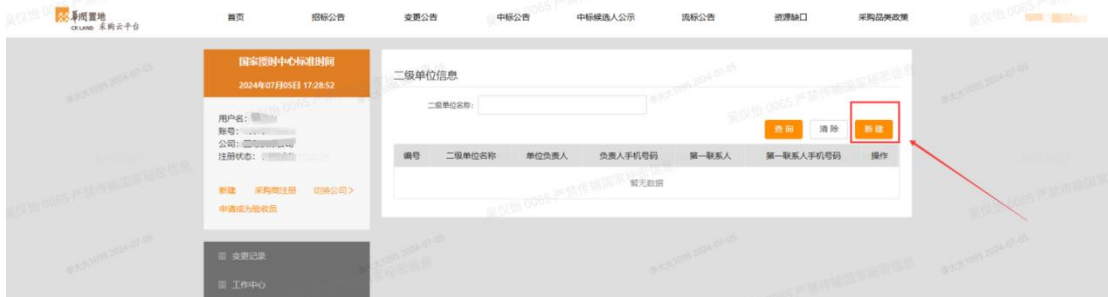 CR LAND 采购云平台
首页 招标公告 变更公告 中标公告 中标候选人公示 流标公告 资源缺口 采购品类政策
国家授时中心标准时间
2024年07月05日 17:28:52
用户名:
账号:
公司:
注册状态:
新建 采购商注册 切换公司 >
申请成为验收员
变更记录
工作中心
二级单位信息
二级单位名称:
查询 清除 新建
编号 二级单位名称 单位负责人 负责人手机号码 第一联系人 第一联系人手机号码 操作
暂无数据